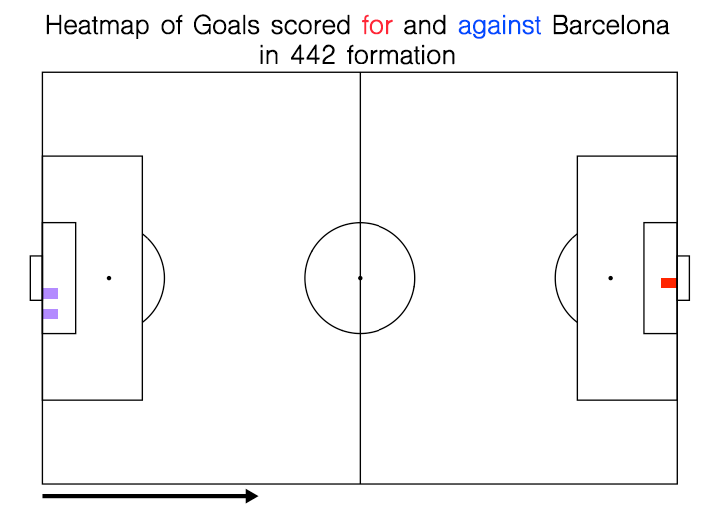 Heatmap of Goals scored for and against Barcelona
in 442 formation